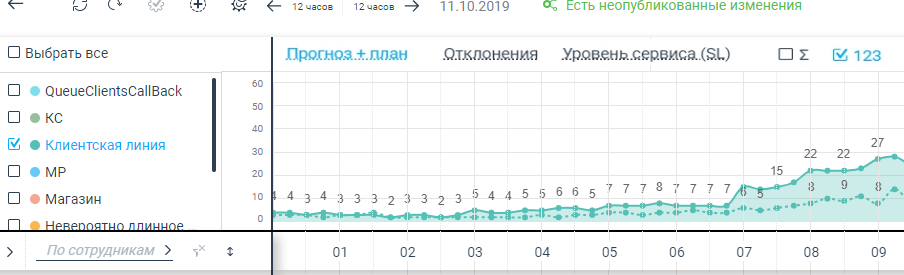 12 часов 12 часов 11.10.2019 Есть неопубликованные изменения
Выбрать все
Прогноз + план Отклонения Уровень сервиса (SL) Σ 123
QueueClientsCallBack
КС
Клиентская линия
МР
Магазин
Невероятно длинное
60
50
40
30
20
10
0
4 4 3 4 3 3 3 2 3 3 2 3 5 4 4 5 5 6 6 5 7 7 7 8 7 7 7 15 22 22 27
6 5 8 9 8
По сотрудникам
01 02 03 04 05 06 07 08 09